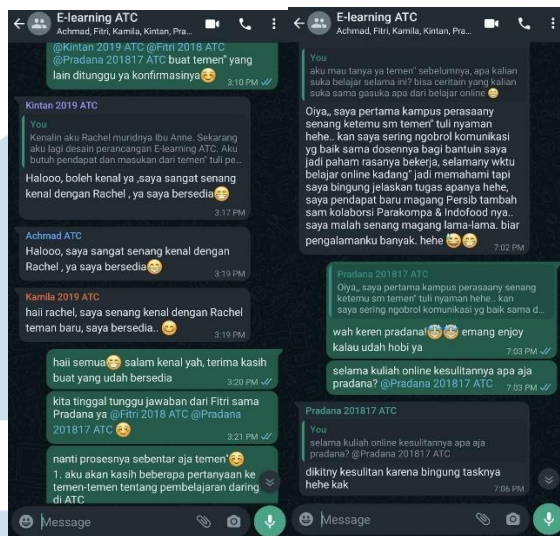 E-learning ATC
Achmad, Fitri, Kamila, Kintan, Pra...
@Kintan 2019 ATC @Fitri 2018 ATC
@Pradana 201817 ATC buat temen" yang
lain ditunggu ya konfirmasinya
3:10 PM
Kintan 2019 ATC
You
Kenalin aku Rachel muridnya Ibu Anne. Sekarang
aku lagi desain perancangan E-learning ATC. Aku
butuh pendapat dan masukan dari temen" tuli pe...
Halooo, boleh kenal ya ,saya sangat senang
kenal dengan Rachel , ya saya bersedia😁
3:17 PM
Achmad ATC
Halooo, saya sangat senang kenal dengan
Rachel , ya saya bersedia😁
3:19 PM
Kamila 2019 ATC
haii rachel, saya senang kenal dengan Rachel
teman baru, saya bersedia.. 😊
3:19 PM
haii semua😁 salam kenal yah, terima kasih
buat yang udah bersedia
3:20 PM
kita tinggal tunggu jawaban dari Fitri sama
Pradana ya @Fitri 2018 ATC @Pradana
201817 ATC 😊
3:21 PM
nanti prosesnya sebentar aja temen"😊
1. aku akan kasih beberapa pertanyaan ke
temen-temen tentang pembelajaran daring
di ATC
Message
E-learning ATC
Achmad, Fitri, Kamila, Kintan, Pra...
You
aku mau tanya ya temen" sebelumnya, apa kalian
suka belajar selama ini? bisa ceritain yang kalian
suka sama gasuka apa dari belajar online
Oiya,, saya pertama kampus perasaany
senang ketemu sm temen" tuli nyaman
hehe.. kan saya sering ngobrol komunikasi
yg baik sama dosennya bagi bantuin saya
jadi paham rasanya bekerja, selamany wktu
belajar online kadang" jadi memahami tapi
saya bingung jelaskan tugas apanya hehe,
saya pendapat baru magang Persib tambah
sam kolaborsi Parakompa & Indofood nya..
saya malah senang magang lama-lama. biar
pengalamanku banyak. hehe 😅😁
7:02 PM
Pradana 201817 ATC
Oiya,, saya pertama kampus perasaany senang
ketemu sm temen" tuli nyaman hehe.. kan
saya sering ngobrol komunikasi yg baik sama d...
wah keren pradana! emang enjoy
kalau udah hobi ya
7:03 PM
selama kuliah online kesulitannya apa aja
pradana? @Pradana 201817 ATC
7:03 PM
Pradana 201817 ATC
You
selama kuliah online kesulitannya apa aja
pradana? @Pradana 201817 ATC
dikitny kesulitan karena bingung tasknya
hehe kak
7:06 PM
Message